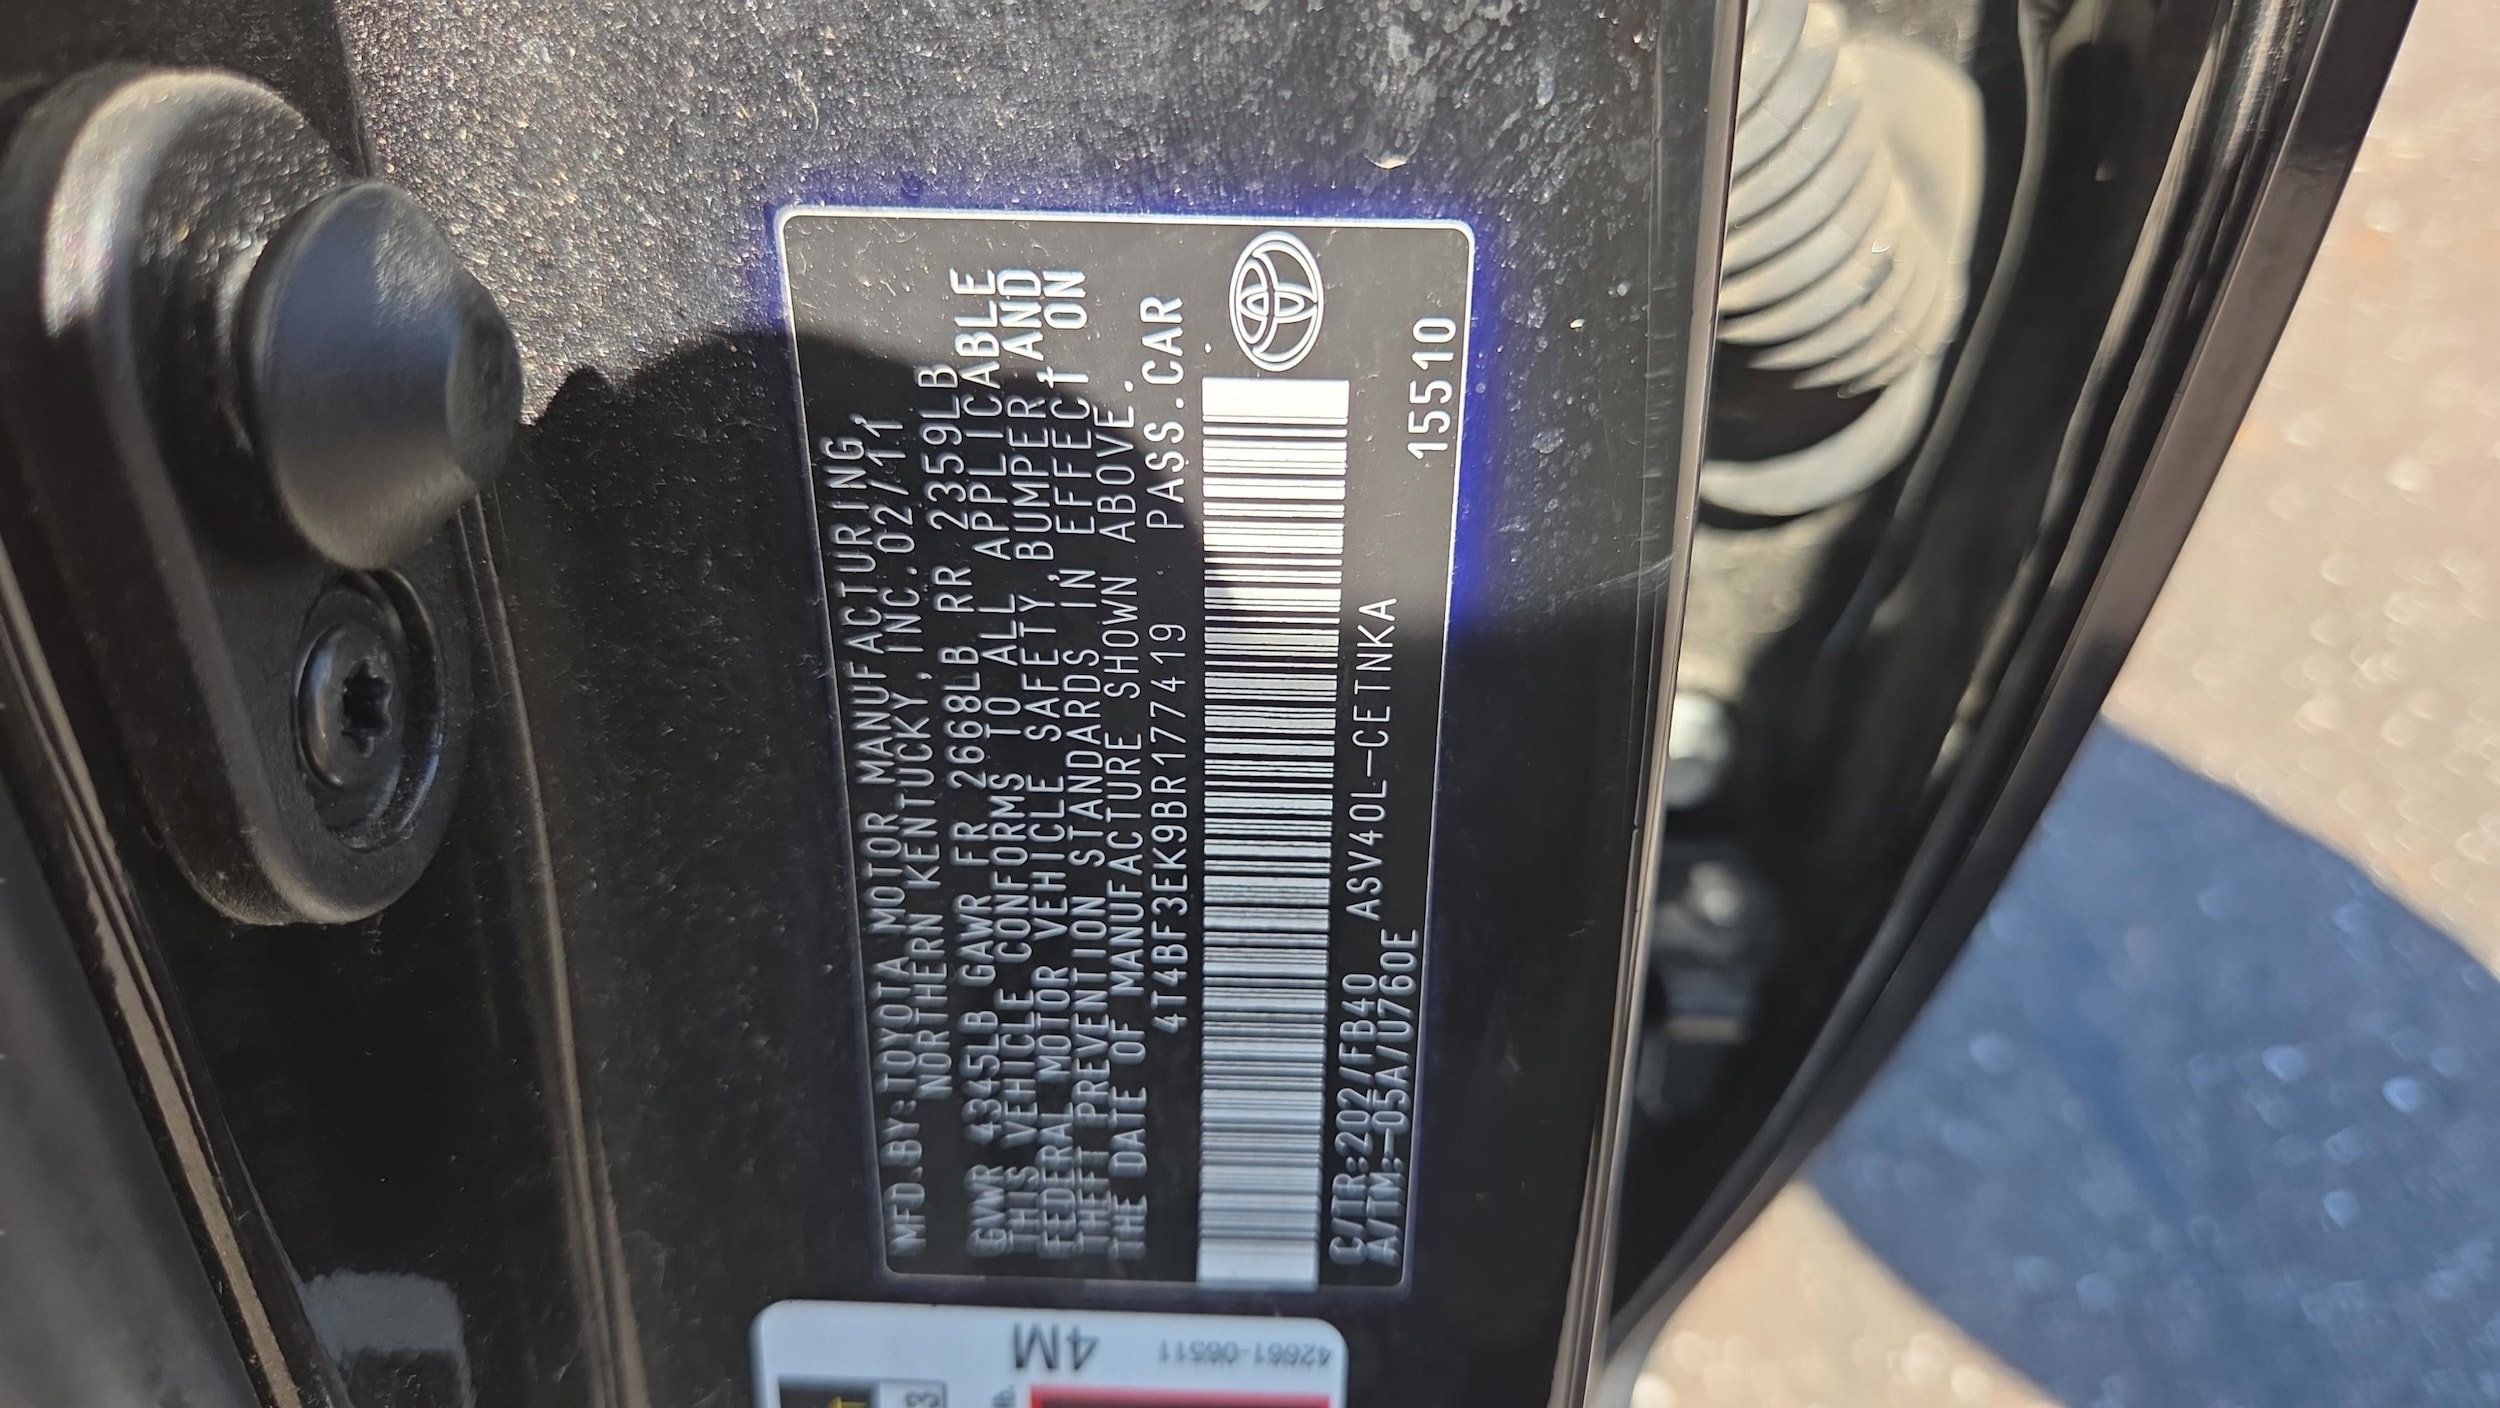 MFD.BY:TOYOTA MOTOR MANUFACTURING,
NORTHERN KENTUCKY, INC. 02/11
GVWR 4345LB GAWR FR 2668LB RR 2359LB
THIS VEHICLE CONFORMS TO ALL APPLICABLE
FEDERAL MOTOR VEHICLE SAFETY, BUMPER, AND
THEFT PREVENTION STANDARDS IN EFFECT ON
THE DATE OF MANUFACTURE SHOWN ABOVE.
4T4BF3EK9BR177419 PASS.CAR
C/TR:202/FB40 ASV40L-CETNKA 15510
A/TM:-05A/U760E
4M
42661-06511